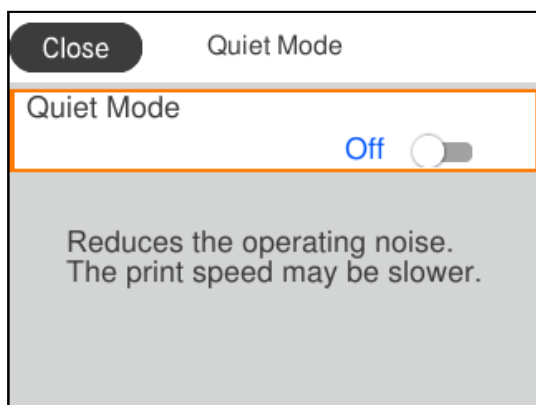 Close Quiet Mode
Quiet Mode
Off
Reduces the operating noise.
The print speed may be slower.